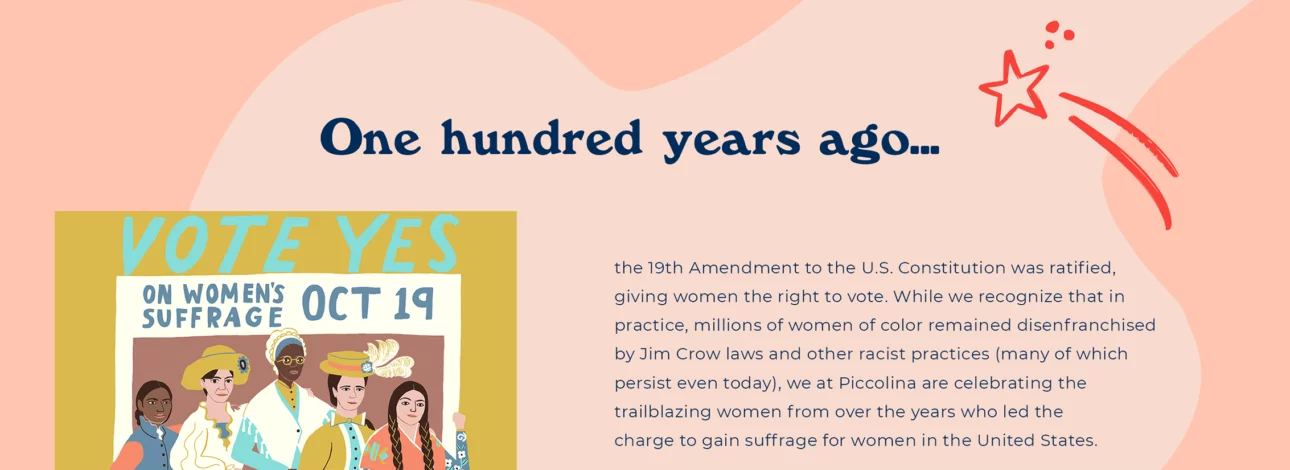 One hundred years ago...
VOTE YES
ON WOMEN'S
SUFFRAGE
OCT 19
the 19th Amendment to the U.S. Constitution was ratified,
giving women the right to vote. While we recognize that in
practice, millions of women of color remained disenfranchised
by Jim Crow laws and other racist practices (many of which
persist even today), we at Piccolina are celebrating the
trailblazing women from over the years who led the
charge to gain suffrage for women in the United States.